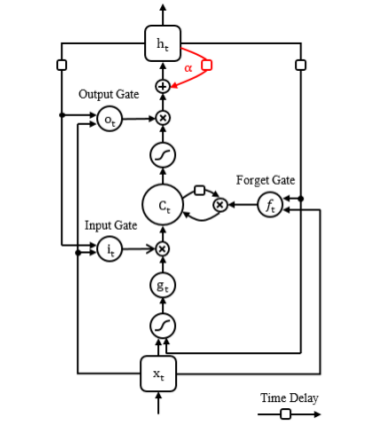 hₜ
α
+
Output Gate
oₜ
×
Forget Gate
Cₜ
×
fₜ
Input Gate
iₜ
×
gₜ
xₜ
Time Delay